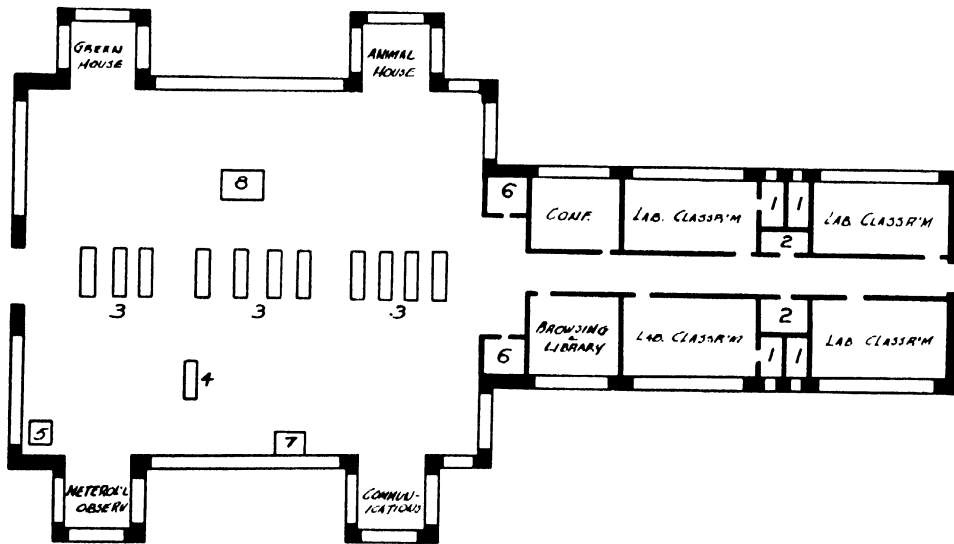 GREEN
HOUSE
ANIMAL
HOUSE
8
6
CONF.
LAB. CLASSR'M
1
1
2
LAB. CLASSR'M
3
3
3
6
BROWSING
&
LIBRARY
LAB. CLASSR'M
2
1
1
LAB CLASSR'M
4
5
7
METEROL'L
OBSERV
COMMUN-
ICATIONS